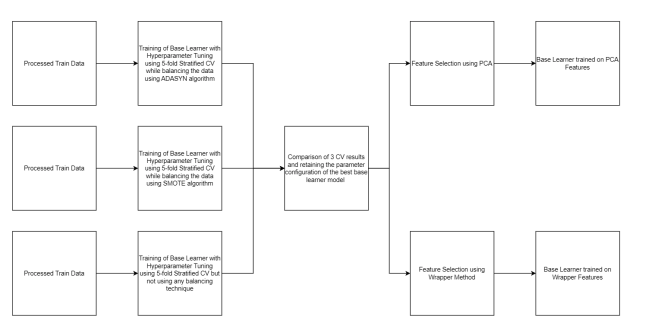 Processed Train Data
Training of Base Learner with
Hyperparameter Tuning
using 5-fold Stratified CV
while balancing the data
using ADASYN algorithm
Feature Selection using PCA
Base Learner trained on PCA
Features
Processed Train Data
Training of Base Learner with
Hyperparameter Tuning
using 5-fold Stratified CV
while balancing the data
using SMOTE algorithm
Comparison of 3 CV results
and retaining the parameter
configuration of the best base
learner model
Processed Train Data
Training of Base Learner with
Hyperparameter Tuning
using 5-fold Stratified CV but
not using any balancing
technique
Feature Selection using
Wrapper Method
Base Learner trained on
Wrapper Features